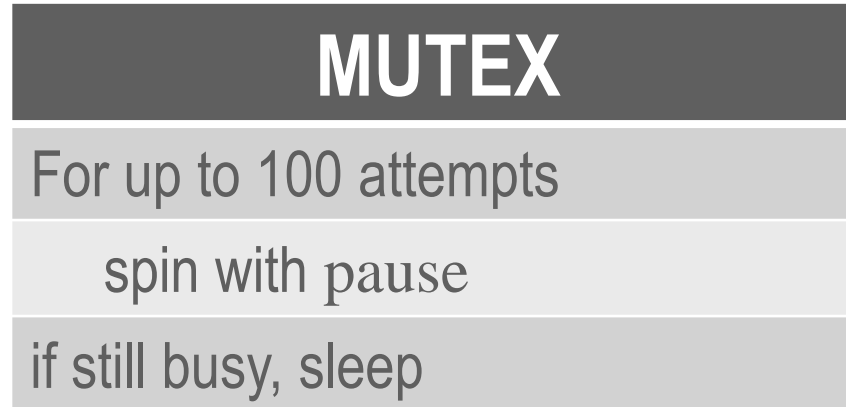 MUTEX
For up to 100 attempts
spin with pause
if still busy, sleep